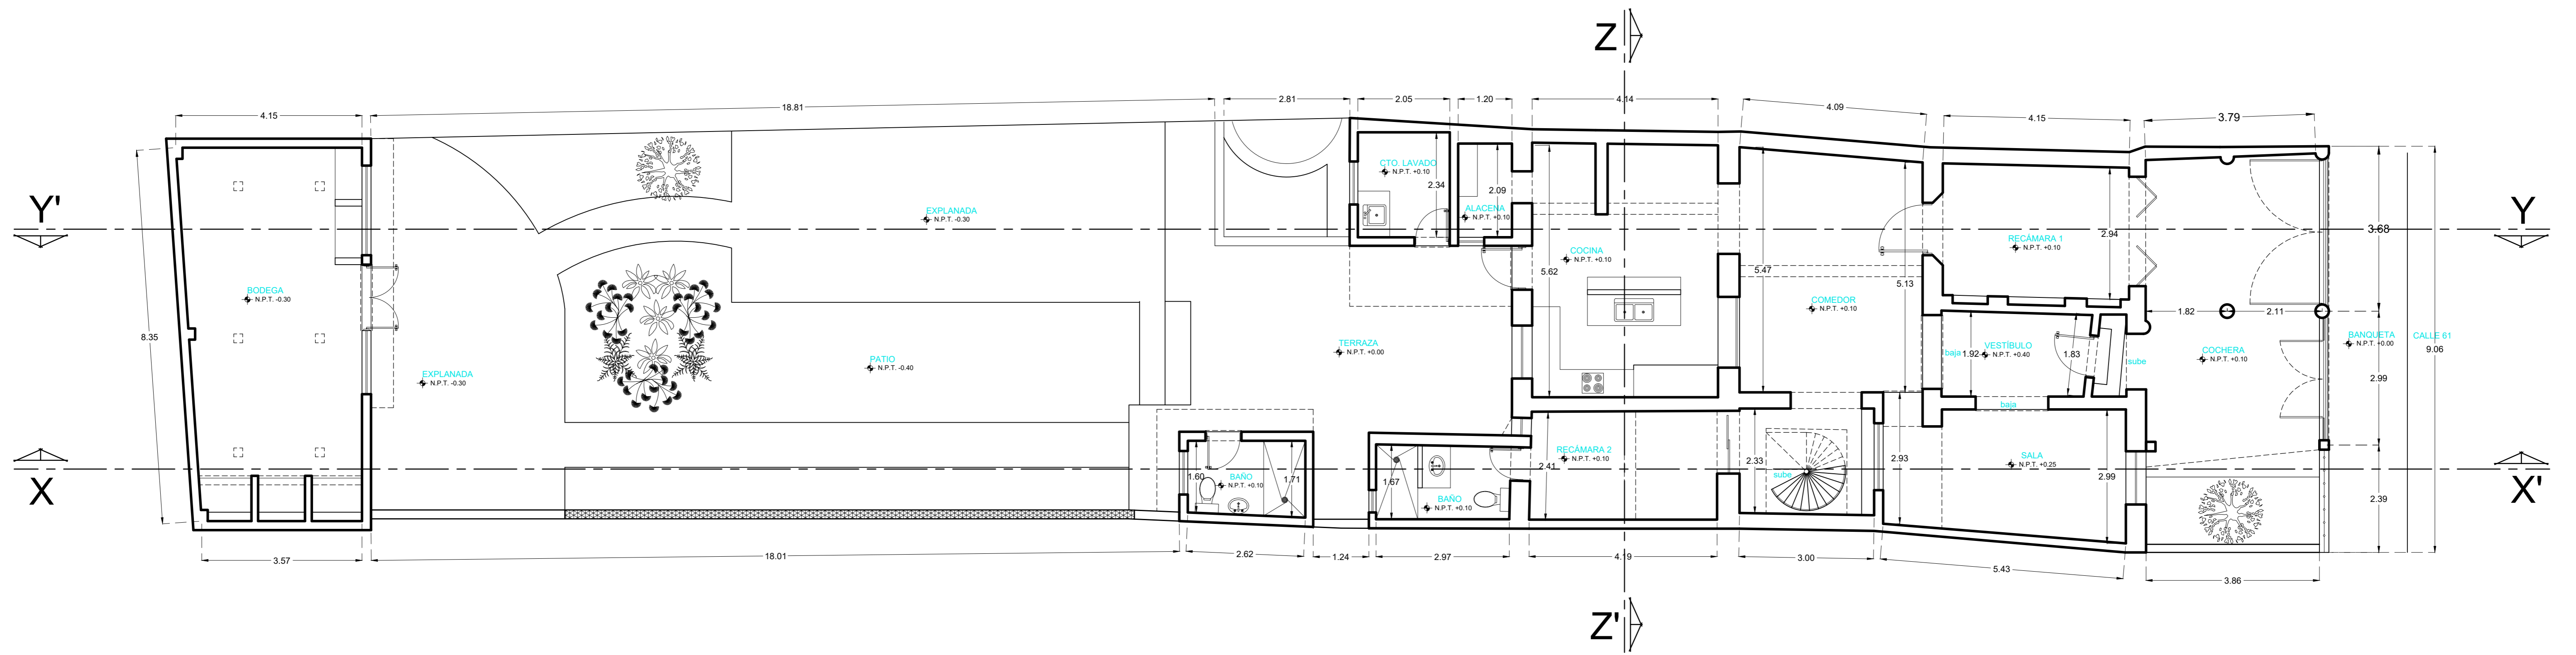 Z
4.15
18.81
2.81
2.05
1.20
4.14
4.09
4.15
3.79
Y'
Y
CTO. LAVADO
N.P.T. +0.10
2.34
2.09
ALACENA
N.P.T. +0.10
EXPLANADA
N.P.T. -0.30
COCINA
N.P.T. +0.10
5.62
5.47
5.13
RECÁMARA 1
N.P.T. +0.10
2.94
3.68
BODEGA
N.P.T. -0.30
8.35
COMEDOR
N.P.T. +0.10
1.82
2.11
TERRAZA
N.P.T. +0.00
PATIO
N.P.T. -0.40
EXPLANADA
N.P.T. -0.30
baja
1.92
VESTÍBULO
N.P.T. +0.40
1.83
sube
COCHERA
N.P.T. +0.10
BANQUETA
N.P.T. +0.00
CALLE 61
9.06
2.99
baja
X
X'
1.60
BAÑO
N.P.T. +0.10
1.71
1.67
BAÑO
N.P.T. +0.10
2.41
RECÁMARA 2
N.P.T. +0.10
2.33
sube
2.93
SALA
N.P.T. +0.25
2.99
2.39
3.57
18.01
2.62
1.24
2.97
4.19
3.00
5.43
3.86
Z'